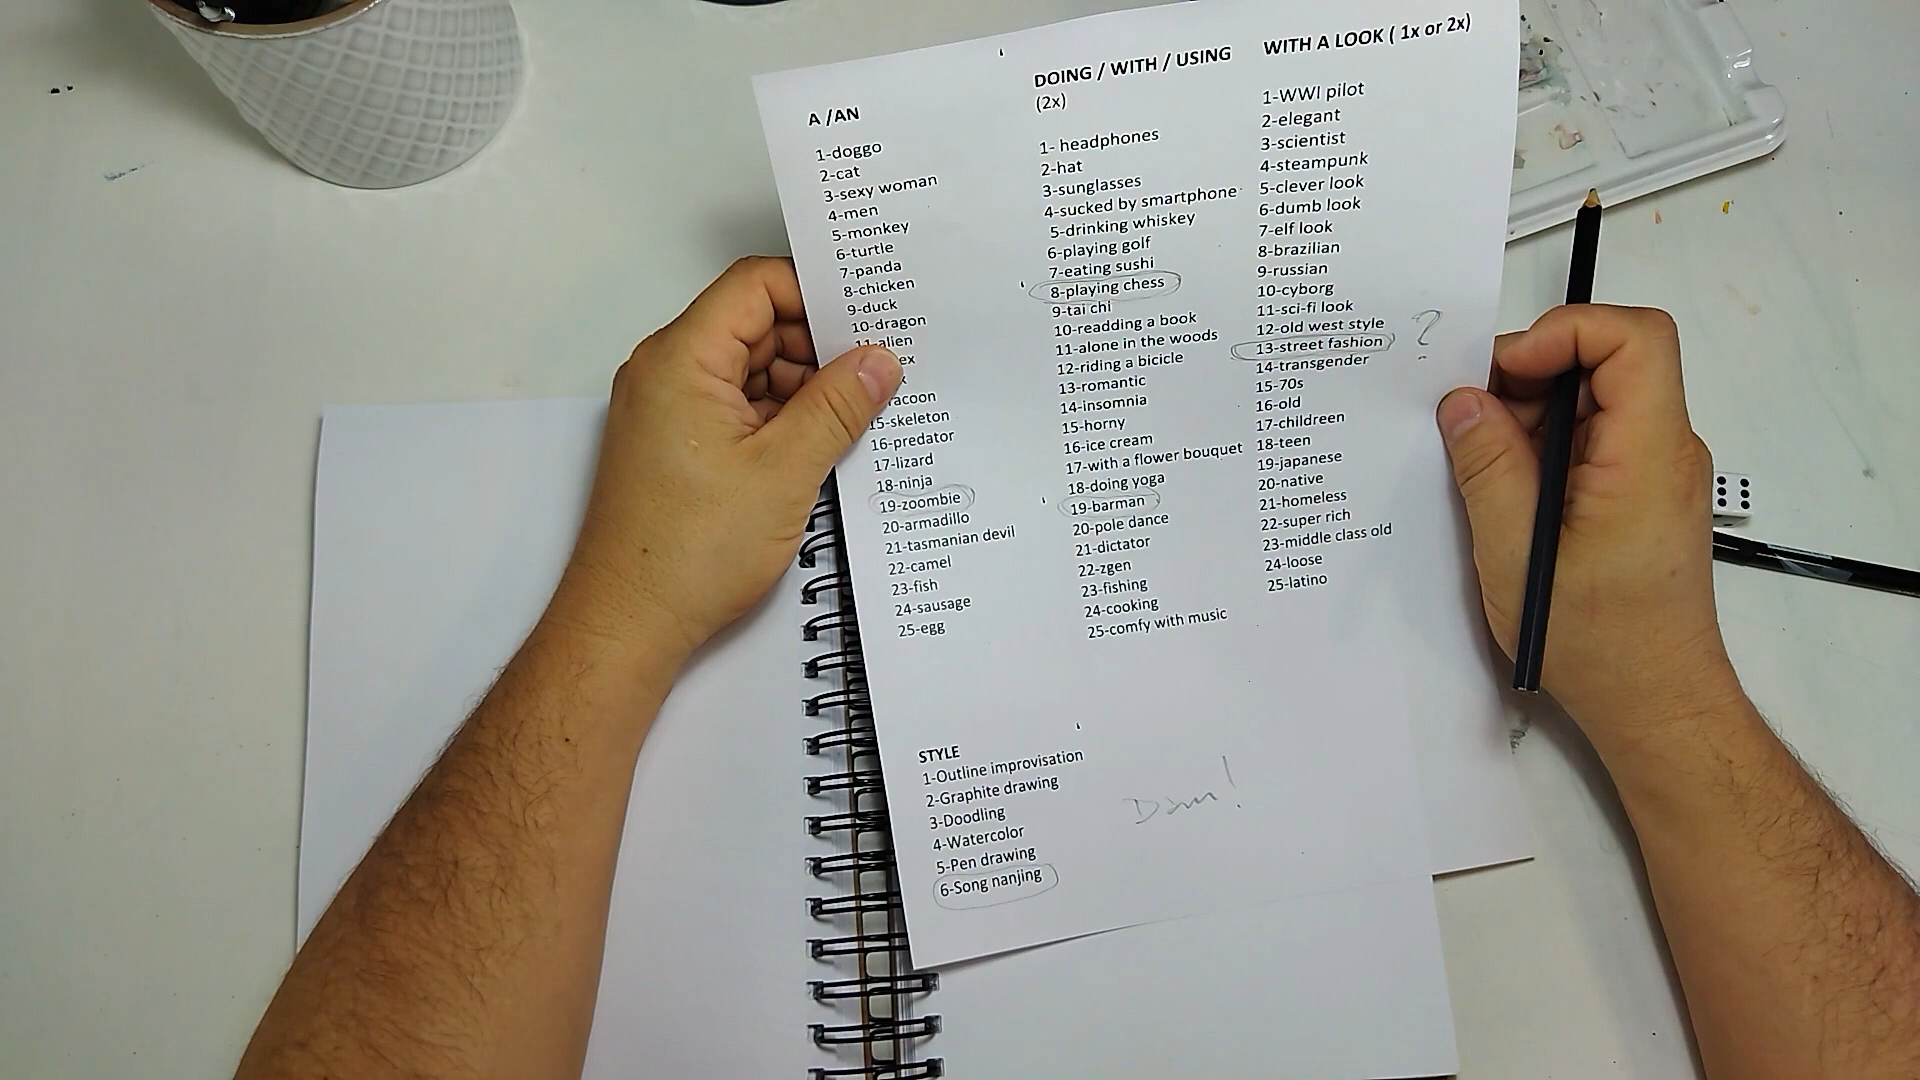 A /AN
1-doggo
2-cat
3-sexy woman
4-men
5-monkey
6-turtle
7-panda
8-chicken
9-duck
10-dragon
11-alien
ex
x
racoon
15-skeleton
16-predator
17-lizard
18-ninja
19-zoombie
20-armadillo
21-tasmanian devil
22-camel
23-fish
24-sausage
25-egg
DOING / WITH / USING
(2x)
1- headphones
2-hat
3-sunglasses
4-sucked by smartphone
5-drinking whiskey
6-playing golf
7-eating sushi
8-playing chess
9-tai chi
10-readding a book
11-alone in the woods
12-riding a bicicle
13-romantic
14-insomnia
15-horny
16-ice cream
17-with a flower bouquet
18-doing yoga
19-barman
20-pole dance
21-dictator
22-zgen
23-fishing
24-cooking
25-comfy with music
WITH A LOOK ( 1x or 2x)
1-WWI pilot
2-elegant
3-scientist
4-steampunk
5-clever look
6-dumb look
7-elf look
8-brazilian
9-russian
10-cyborg
11-sci-fi look
12-old west style
13-street fashion ?
14-transgender
15-70s
16-old
17-childreen
18-teen
19-japanese
20-native
21-homeless
22-super rich
23-middle class old
24-loose
25-latino
STYLE
1-Outline improvisation
2-Graphite drawing
3-Doodling
4-Watercolor
5-Pen drawing
6-Song nanjing
Dam!